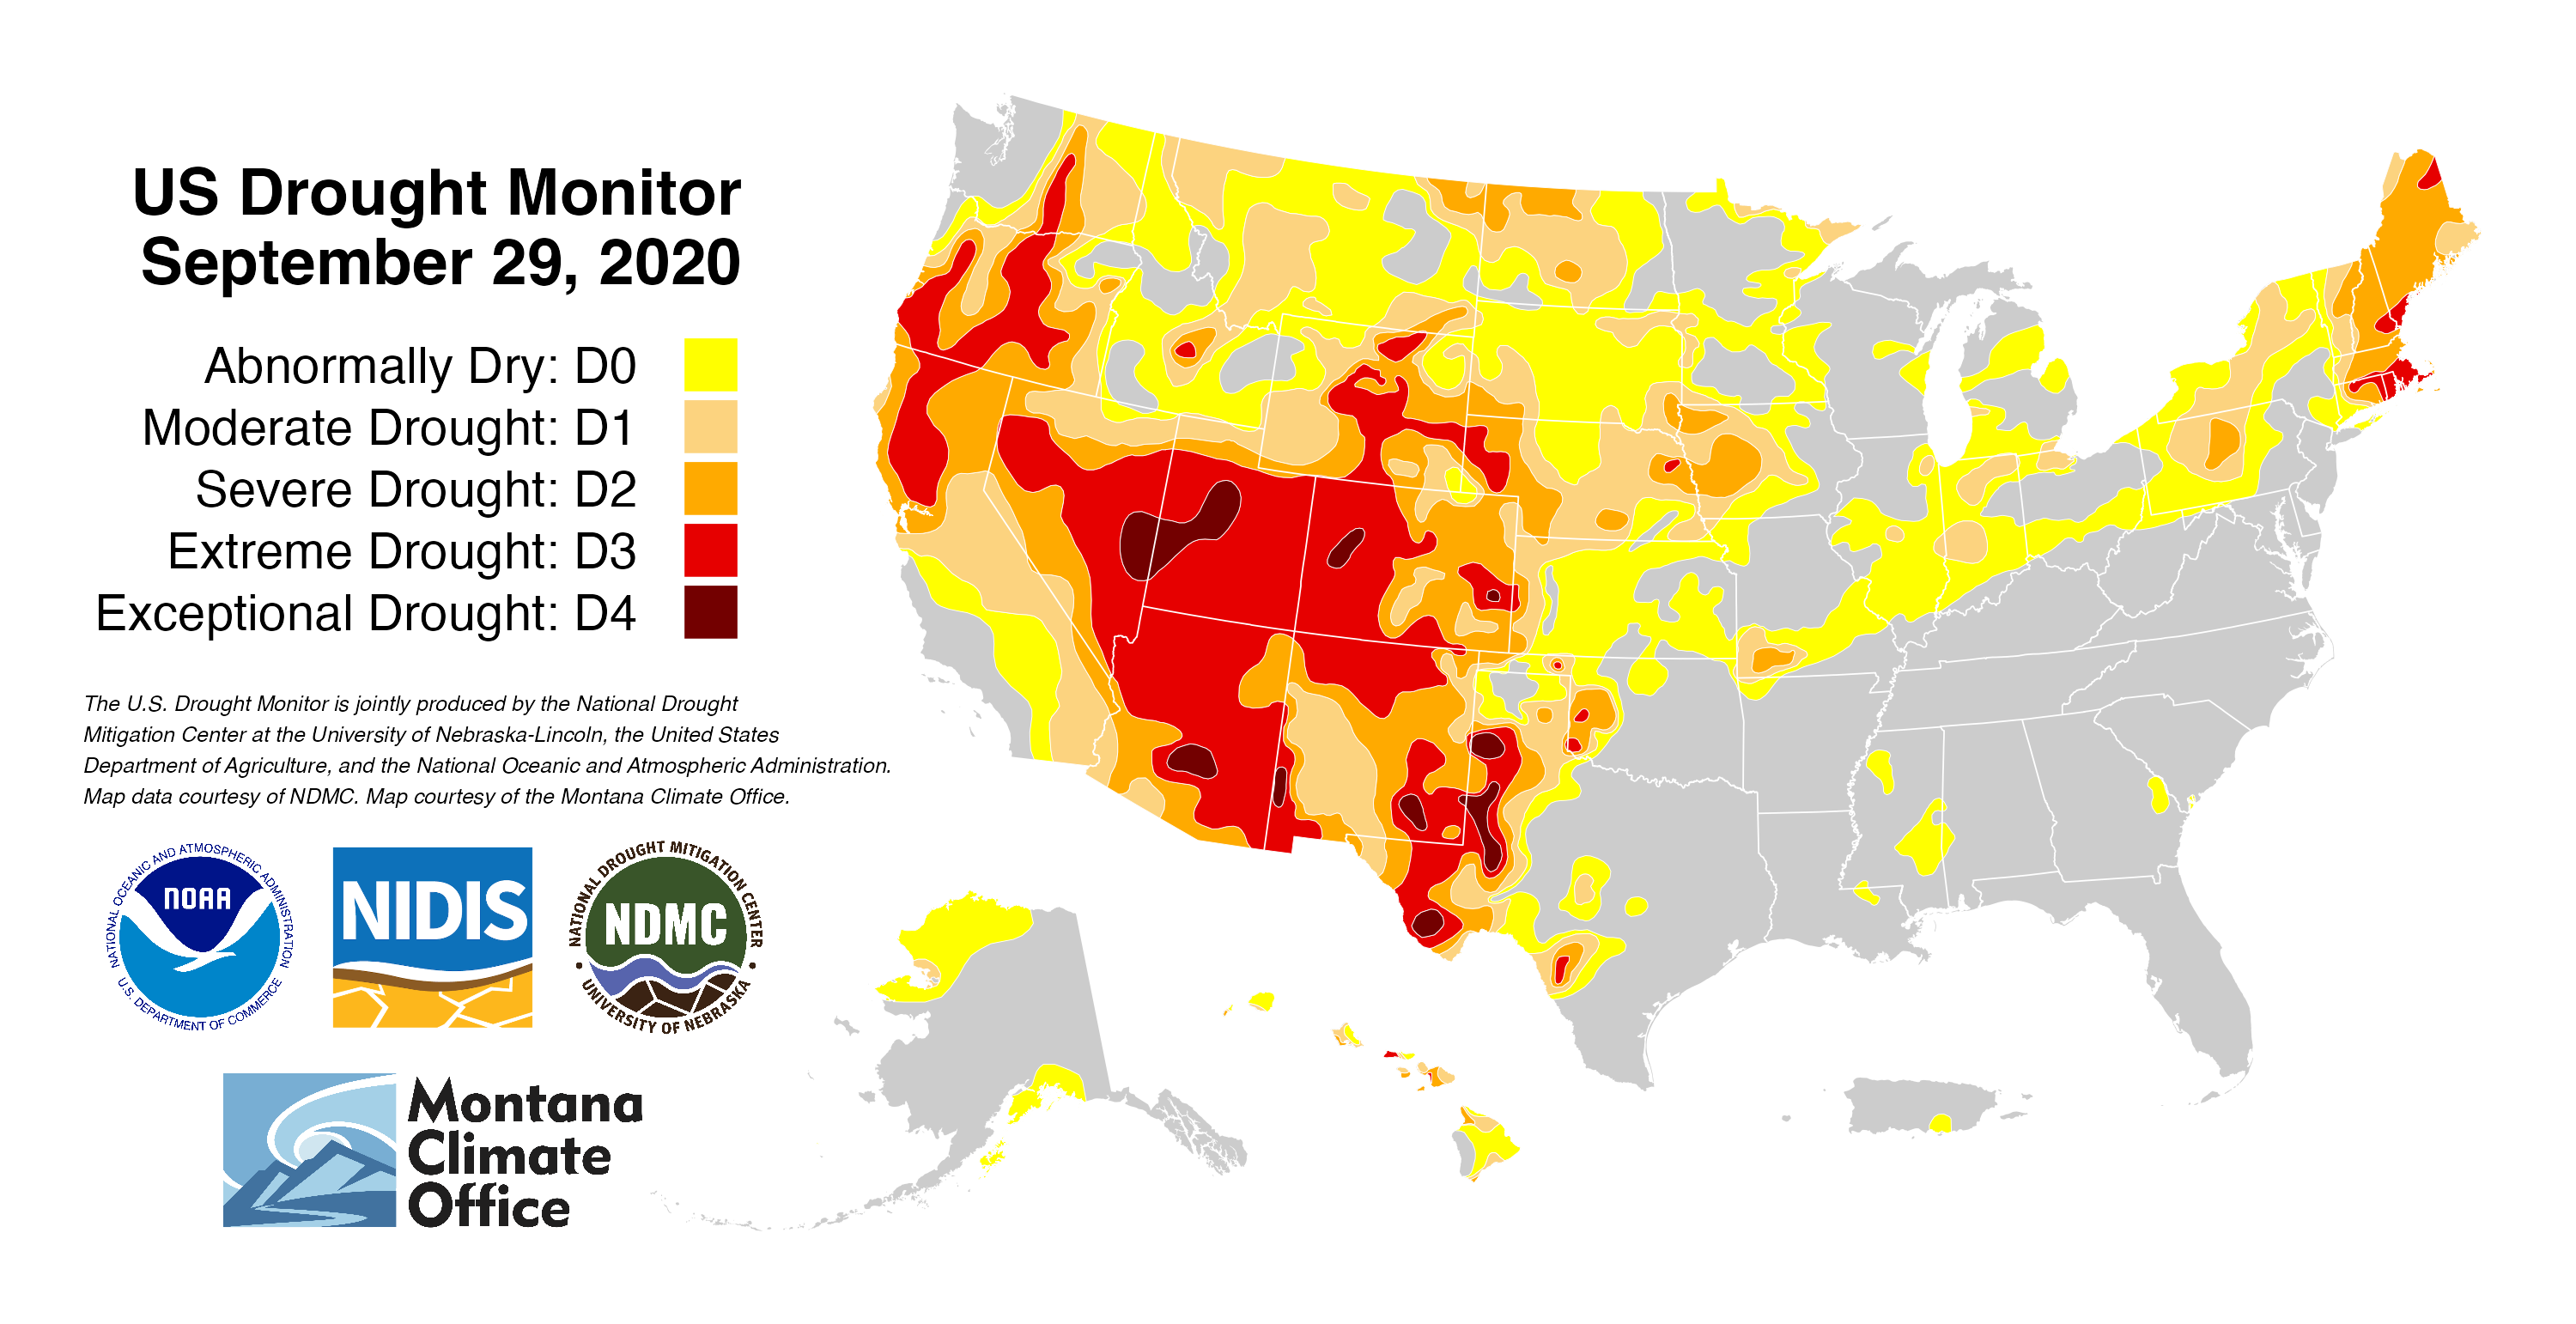 US Drought Monitor
September 29, 2020
Abnormally Dry: D0
Moderate Drought: D1
Severe Drought: D2
Extreme Drought: D3
Exceptional Drought: D4
The U.S. Drought Monitor is jointly produced by the National Drought
Mitigation Center at the University of Nebraska-Lincoln, the United States
Department of Agriculture, and the National Oceanic and Atmospheric Administration.
Map data courtesy of NDMC. Map courtesy of the Montana Climate Office.
NATIONAL OCEANIC AND ATMOSPHERIC ADMINISTRATION
NOAA
U.S. DEPARTMENT OF COMMERCE
NIDIS
NATIONAL DROUGHT MITIGATION CENTER
NDMC
UNIVERSITY OF NEBRASKA
Montana
Climate
Office